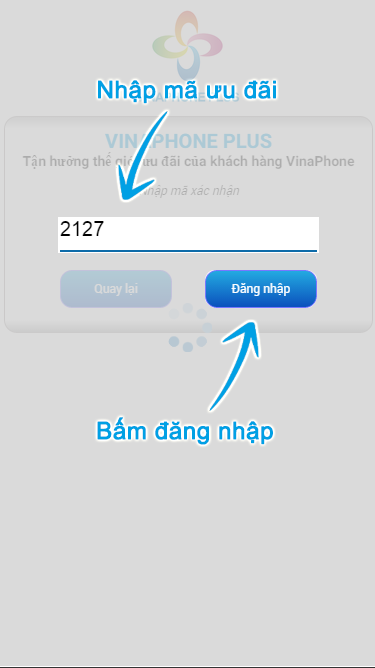 Nhập mã ưu đãi
VINAPHONE PLUS
Tận hưởng thế giới ưu đãi của khách hàng VinaPhone
Nhập mã xác nhận
2127
Quay lại
Đăng nhập
Bấm đăng nhập